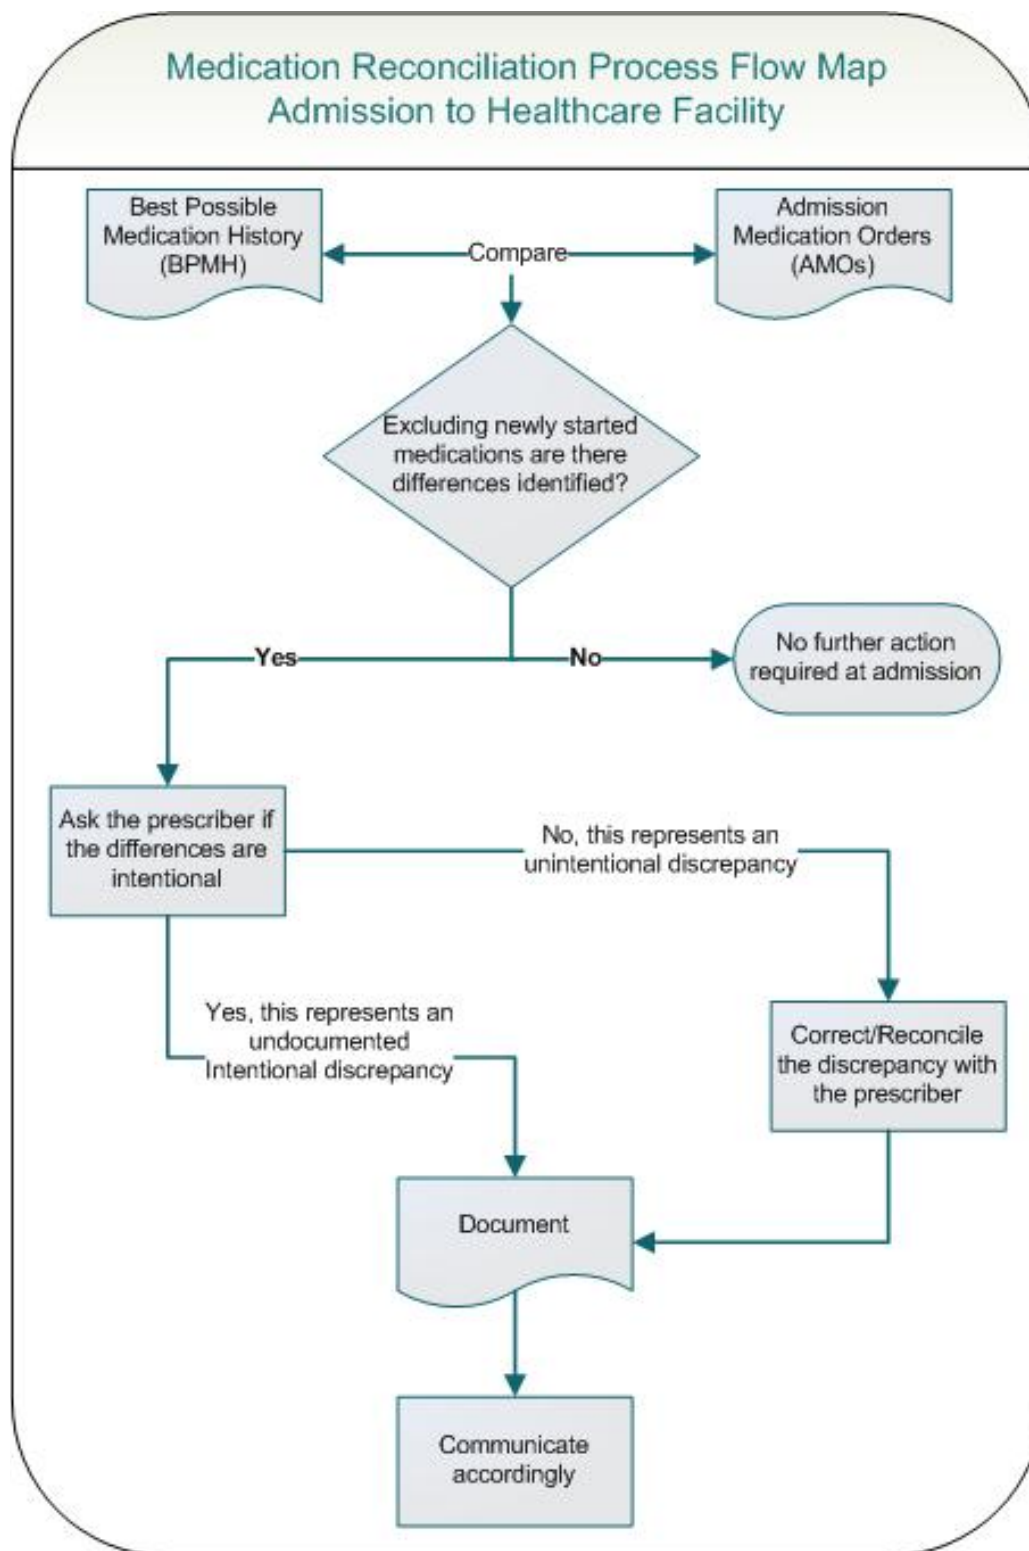 Medication Reconciliation Process Flow Map
Admission to Healthcare Facility
Best Possible
Medication History
(BPMH)
Compare
Admission
Medication Orders
(AMOs)
Excluding newly started
medications are there
differences identified?
Yes
No
No further action
required at admission
Ask the prescriber if
the differences are
intentional
No, this represents an
unintentional discrepancy
Yes, this represents an
undocumented
Intentional discrepancy
Correct/Reconcile
the discrepancy with
the prescriber
Document
Communicate
accordingly